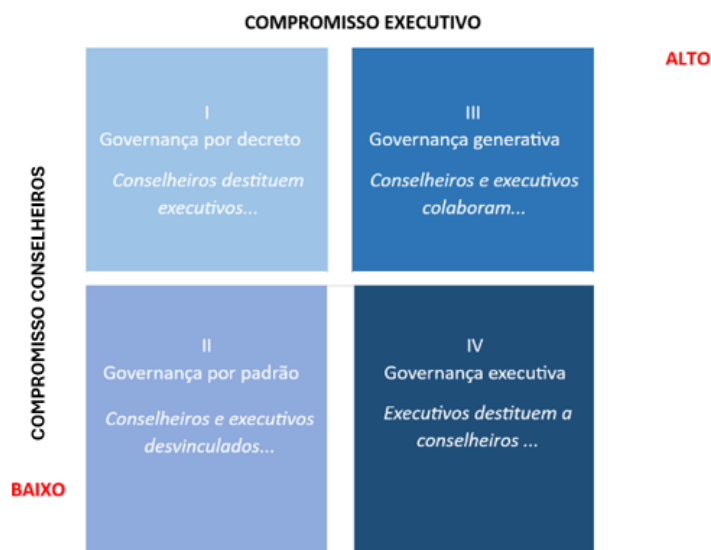 COMPROMISSO EXECUTIVO
ALTO
I
Governança por decreto
Conselheiros destituem
executivos...
III
Governança generativa
Conselheiros e executivos
colaboram...
COMPROMISSO CONSELHEIROS
II
Governança por padrão
Conselheiros e executivos
desvinculados...
IV
Governança executiva
Executivos destituem a
conselheiros ...
BAIXO